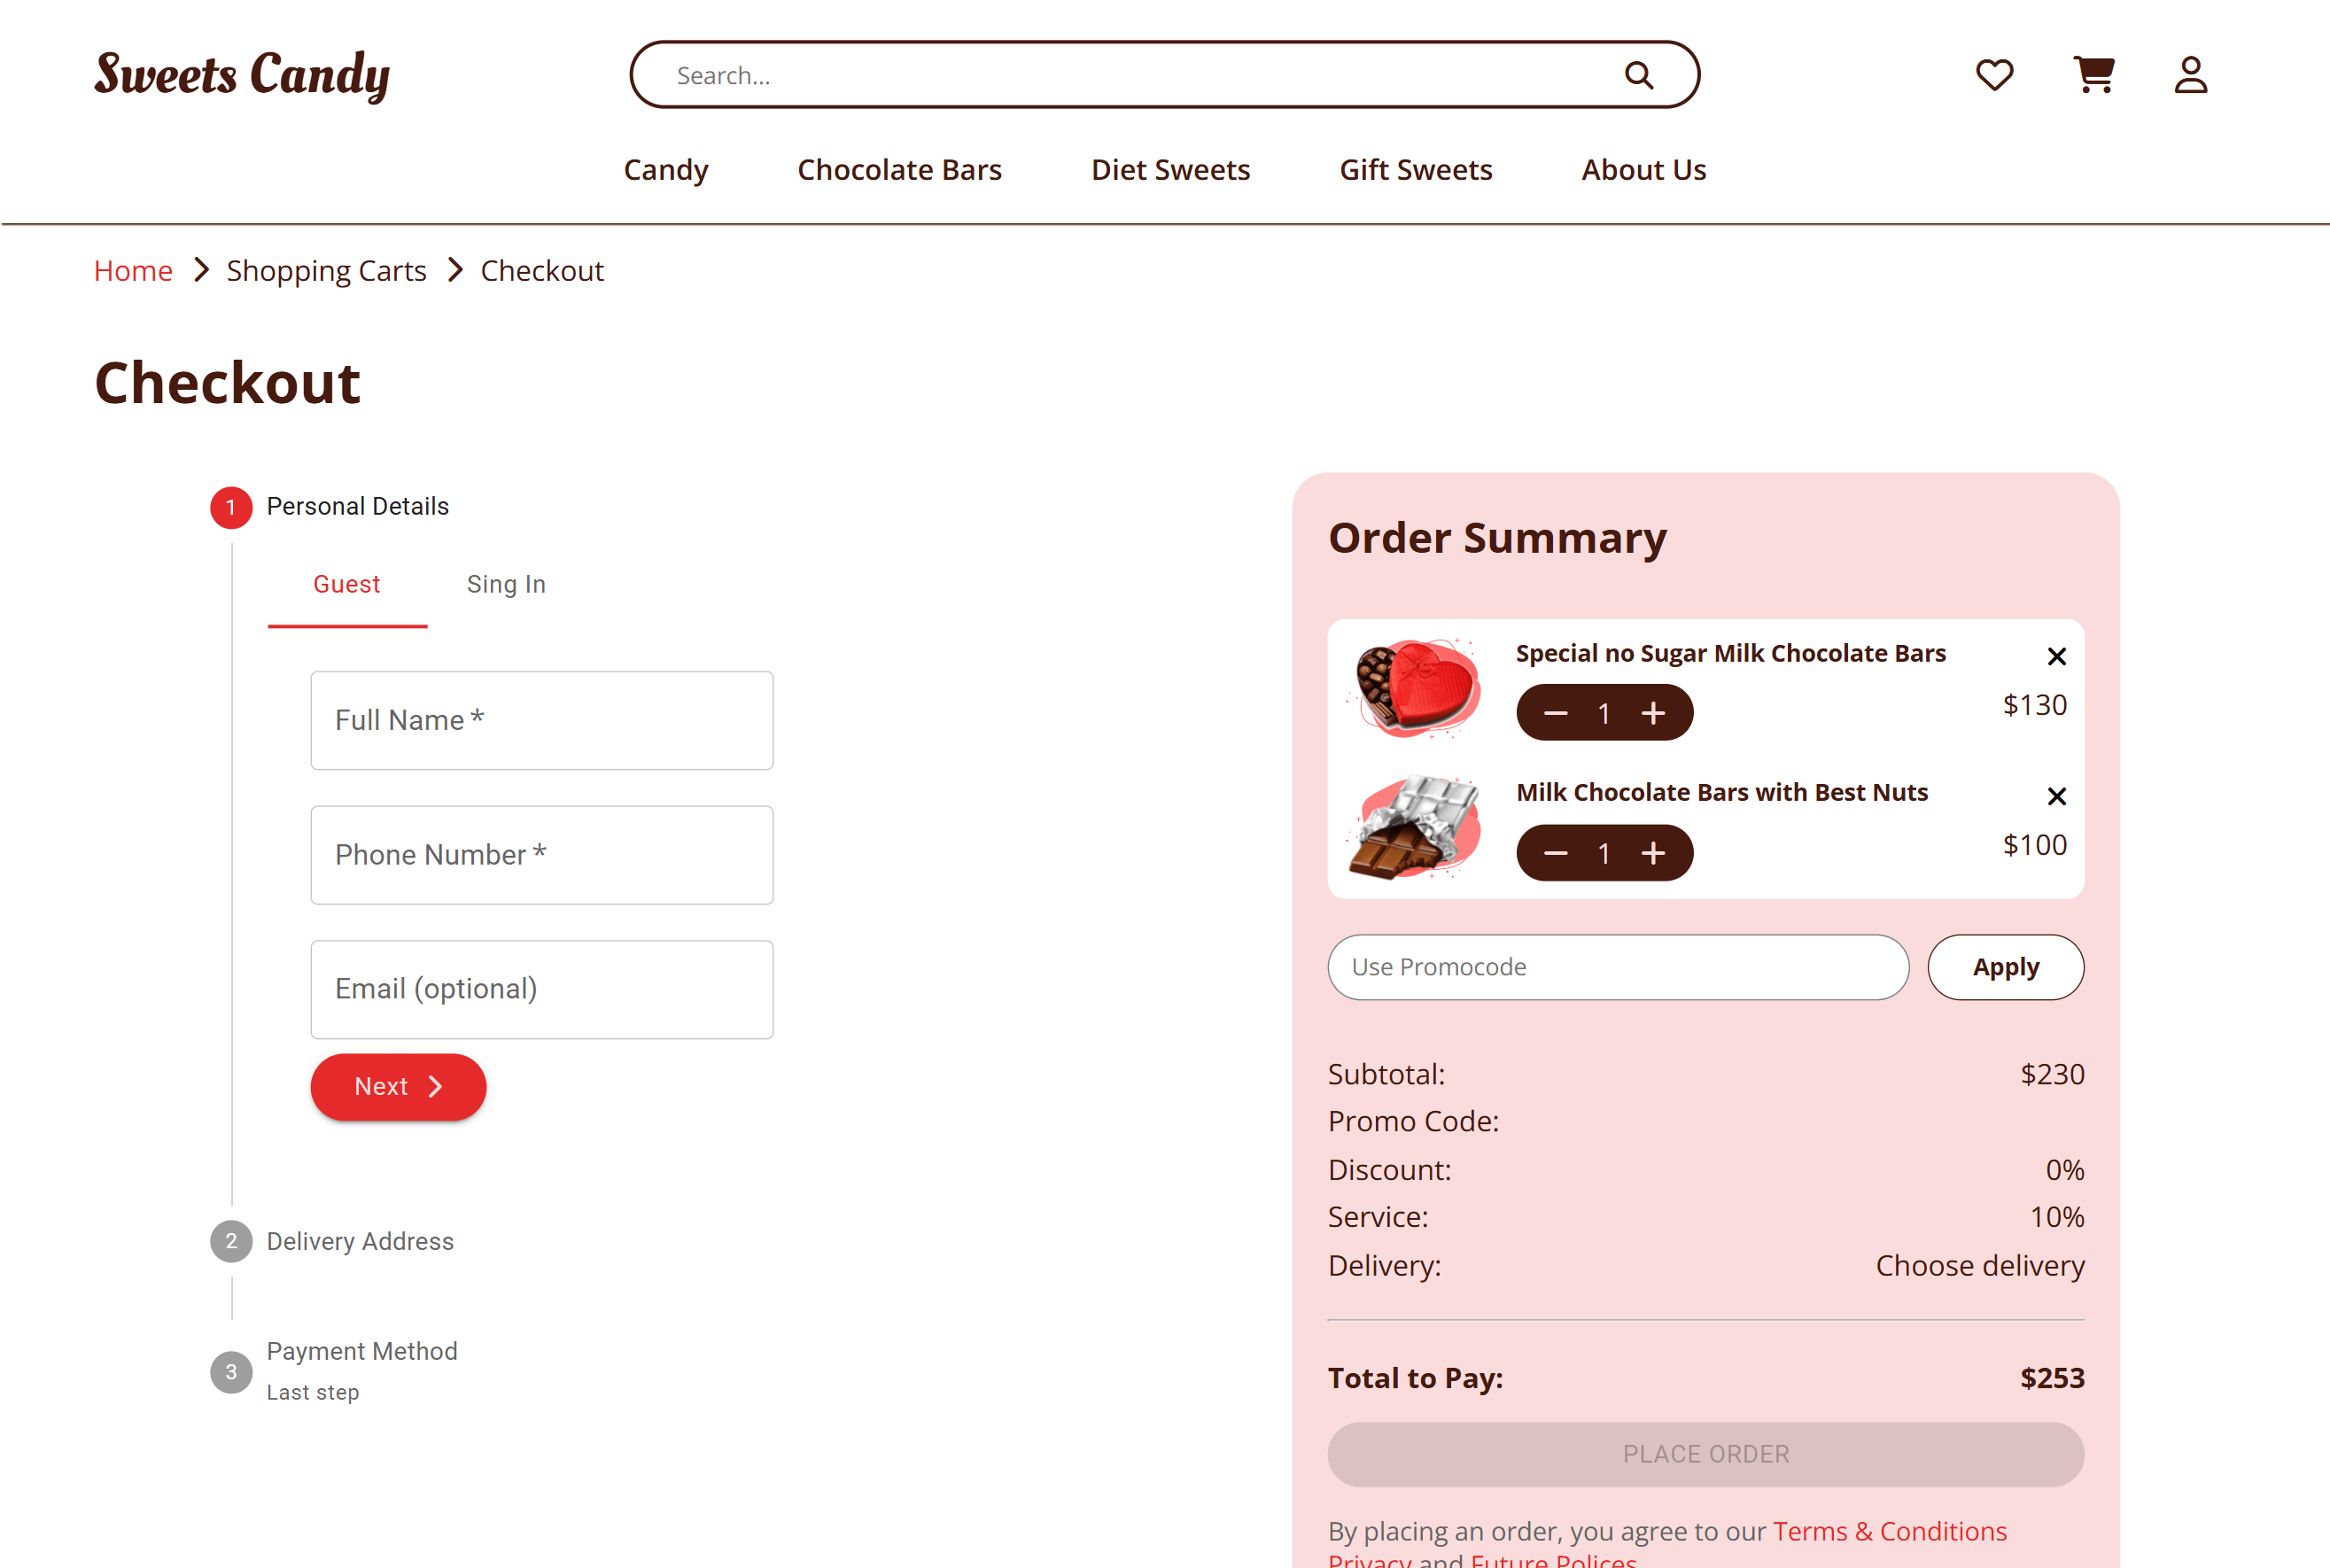 Sweets Candy
Search...
Candy Chocolate Bars Diet Sweets Gift Sweets About Us
Home Shopping Carts Checkout
Checkout
1 Personal Details
Guest Sing In
Full Name *
Phone Number *
Email (optional)
Next
2 Delivery Address
3 Payment Method
Last step
Order Summary
Special no Sugar Milk Chocolate Bars
1
$130
Milk Chocolate Bars with Best Nuts
1
$100
Use Promocode Apply
Subtotal: $230
Promo Code:
Discount: 0%
Service: 10%
Delivery: Choose delivery
Total to Pay: $253
PLACE ORDER
By placing an order, you agree to our Terms & Conditions
Privacy and Future Polices